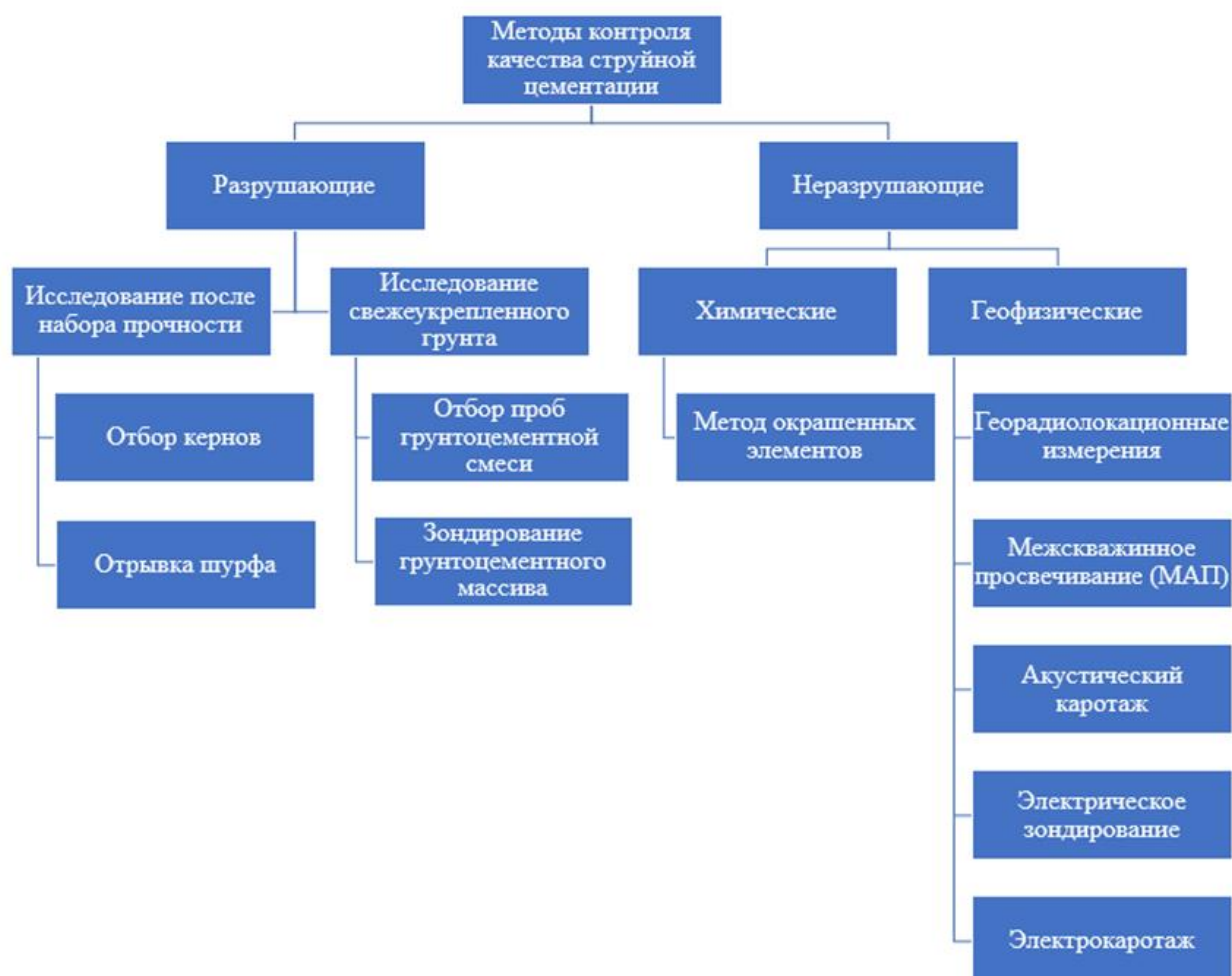 Методы контроля
качества струйной
цементации
Разрушающие
Неразрушающие
Исследование после
набора прочности
Исследование
свежеукрепленного
грунта
Химические
Геофизические
Отбор кернов
Отбор проб
грунтоцементной
смеси
Метод окрашенных
элементов
Георадиолокационные
измерения
Отрывка шурфа
Зондирование
грунтоцементного
массива
Межскважинное
просвечивание (МАП)
Акустический
каротаж
Электрическое
зондирование
Электрокаротаж